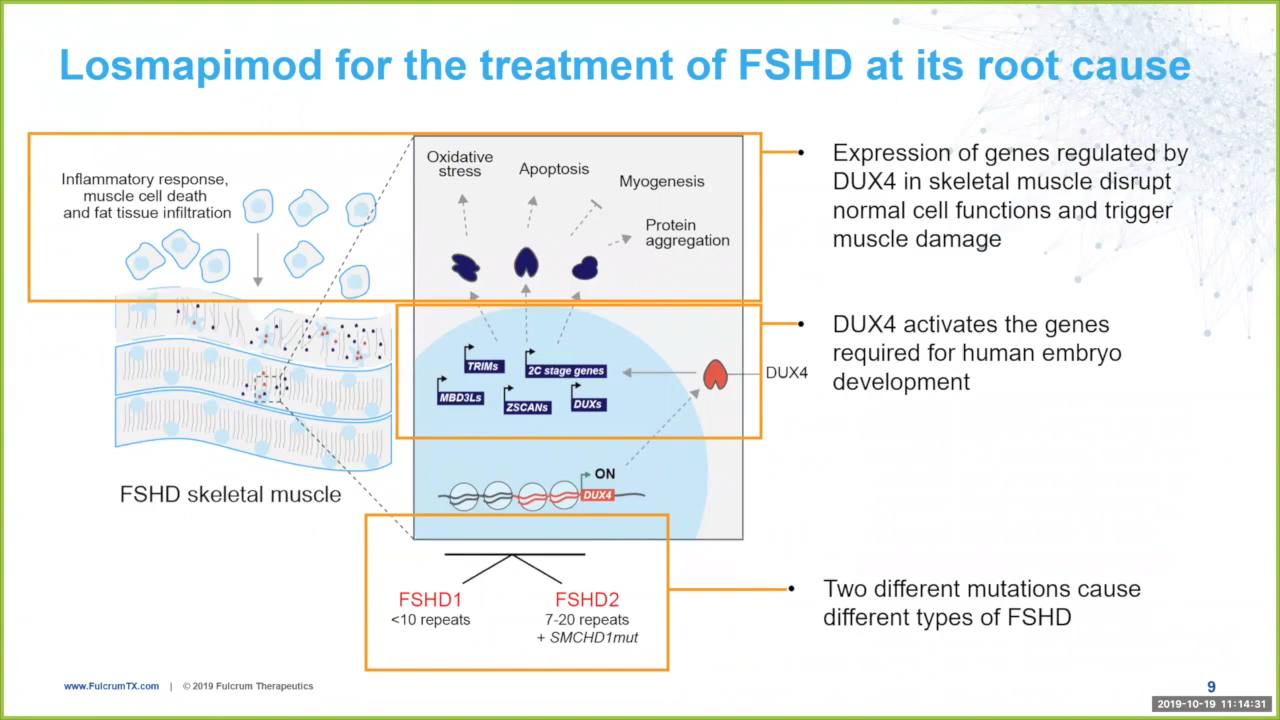 Losmapimod for the treatment of FSHD at its root cause
Inflammatory response,
muscle cell death
and fat tissue infiltration
Oxidative
stress
Apoptosis
Myogenesis
Protein
aggregation
Expression of genes regulated by
DUX4 in skeletal muscle disrupt
normal cell functions and trigger
muscle damage
TRIMs
2C stage genes
MBD3Ls
ZSCANs
DUXs
DUX4
DUX4 activates the genes
required for human embryo
development
ON
DUX4
FSHD skeletal muscle
FSHD1
<10 repeats
FSHD2
7-20 repeats
+ SMCHD1mut
Two different mutations cause
different types of FSHD
www.FulcrumTX.com | © 2019 Fulcrum Therapeutics
9
2019-10-19 11:14:31